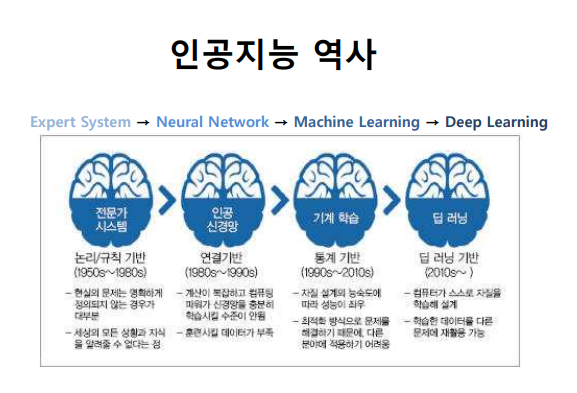 인공지능 역사
Expert System → Neural Network → Machine Learning → Deep Learning
전문가
시스템
인공
신경망
기계 학습
딥 러닝
논리/규칙 기반
(1950s~1980s)
– 현실의 문제는 명확하게
정의되지 않는 경우가
대부분
– 세상의 모든 상황과 지식
을 알려줄 수 없다는 점
연결기반
(1980s~1990s)
– 계산이 복잡하고 컴퓨팅
파워가 신경망을 충분히
학습시킬 수준이 안됨
– 훈련시킬 데이터가 부족
통계 기반
(1990s~2010s)
– 자질 설계의 능숙도에
따라 성능이 좌우
– 최적화 방식으로 문제를
해결하기 때문에, 다른
분야에 적용하기 어려움
딥 러닝 기반
(2010s~ )
– 컴퓨터가 스스로 자질을
학습해 설계
– 학습한 데이터를 다른
문제에 재활용 가능